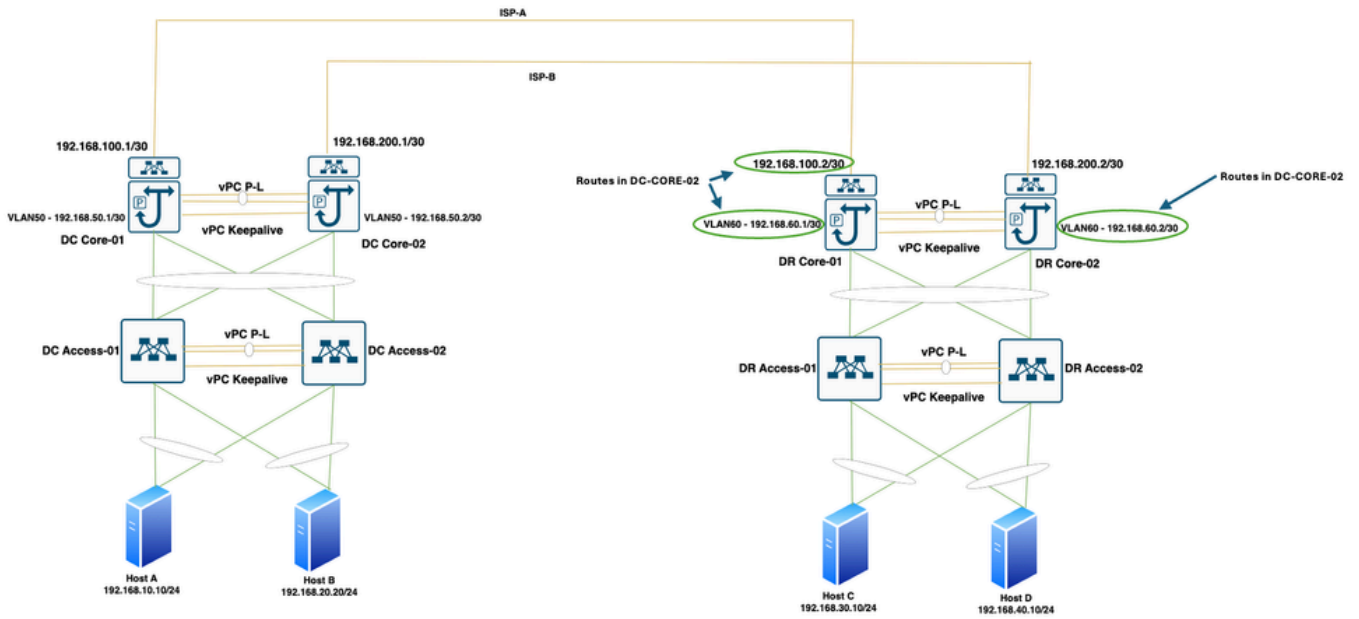 ISP-A
ISP-B
192.168.100.1/30
192.168.200.1/30
vPC P-L
P
P
VLAN50 - 192.168.50.1/30
VLAN50 - 192.168.50.2/30
vPC Keepalive
DC Core-01
DC Core-02
DC Access-01
vPC P-L
DC Access-02
vPC Keepalive
Host A
192.168.10.10/24
Host B
192.168.20.20/24
192.168.100.2/30
192.168.200.2/30
Routes in DC-CORE-02
Routes in DC-CORE-02
vPC P-L
P
P
VLAN60 - 192.168.60.1/30
VLAN60 - 192.168.60.2/30
vPC Keepalive
DR Core-01
DR Core-02
DR Access-01
vPC P-L
DR Access-02
vPC Keepalive
Host C
192.168.30.10/24
Host D
192.168.40.10/24